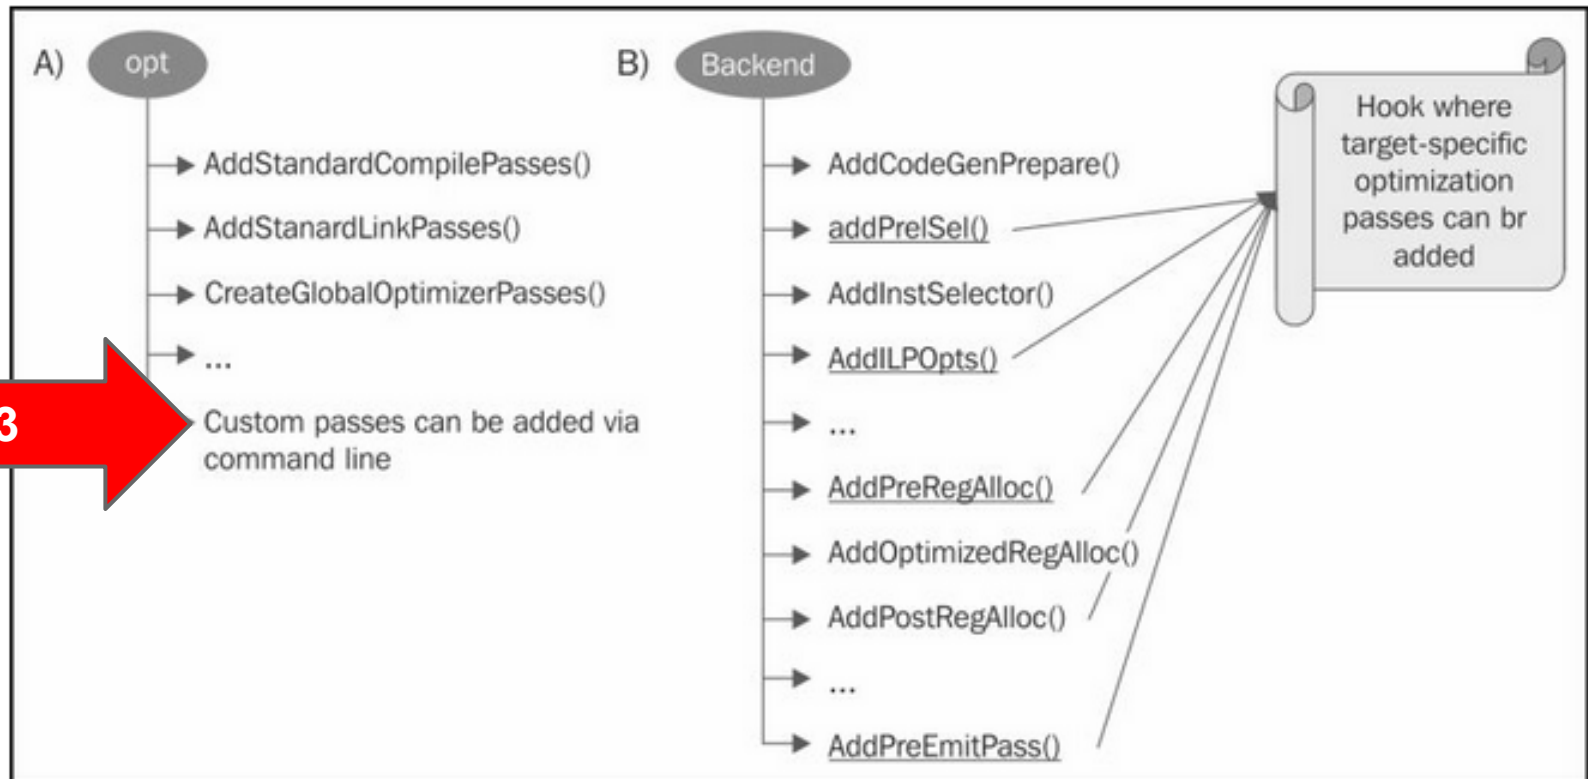 A)
opt
AddStandardCompilePasses()
AddStanardLinkPasses()
CreateGlobalOptimizerPasses()
...
3
Custom passes can be added via
command line
B)
Backend
AddCodeGenPrepare()
addPreISel()
AddInstSelector()
AddILPOpts()
...
AddPreRegAlloc()
AddOptimizedRegAlloc()
AddPostRegAlloc()
...
AddPreEmitPass()
Hook where
target-specific
optimization
passes can br
added